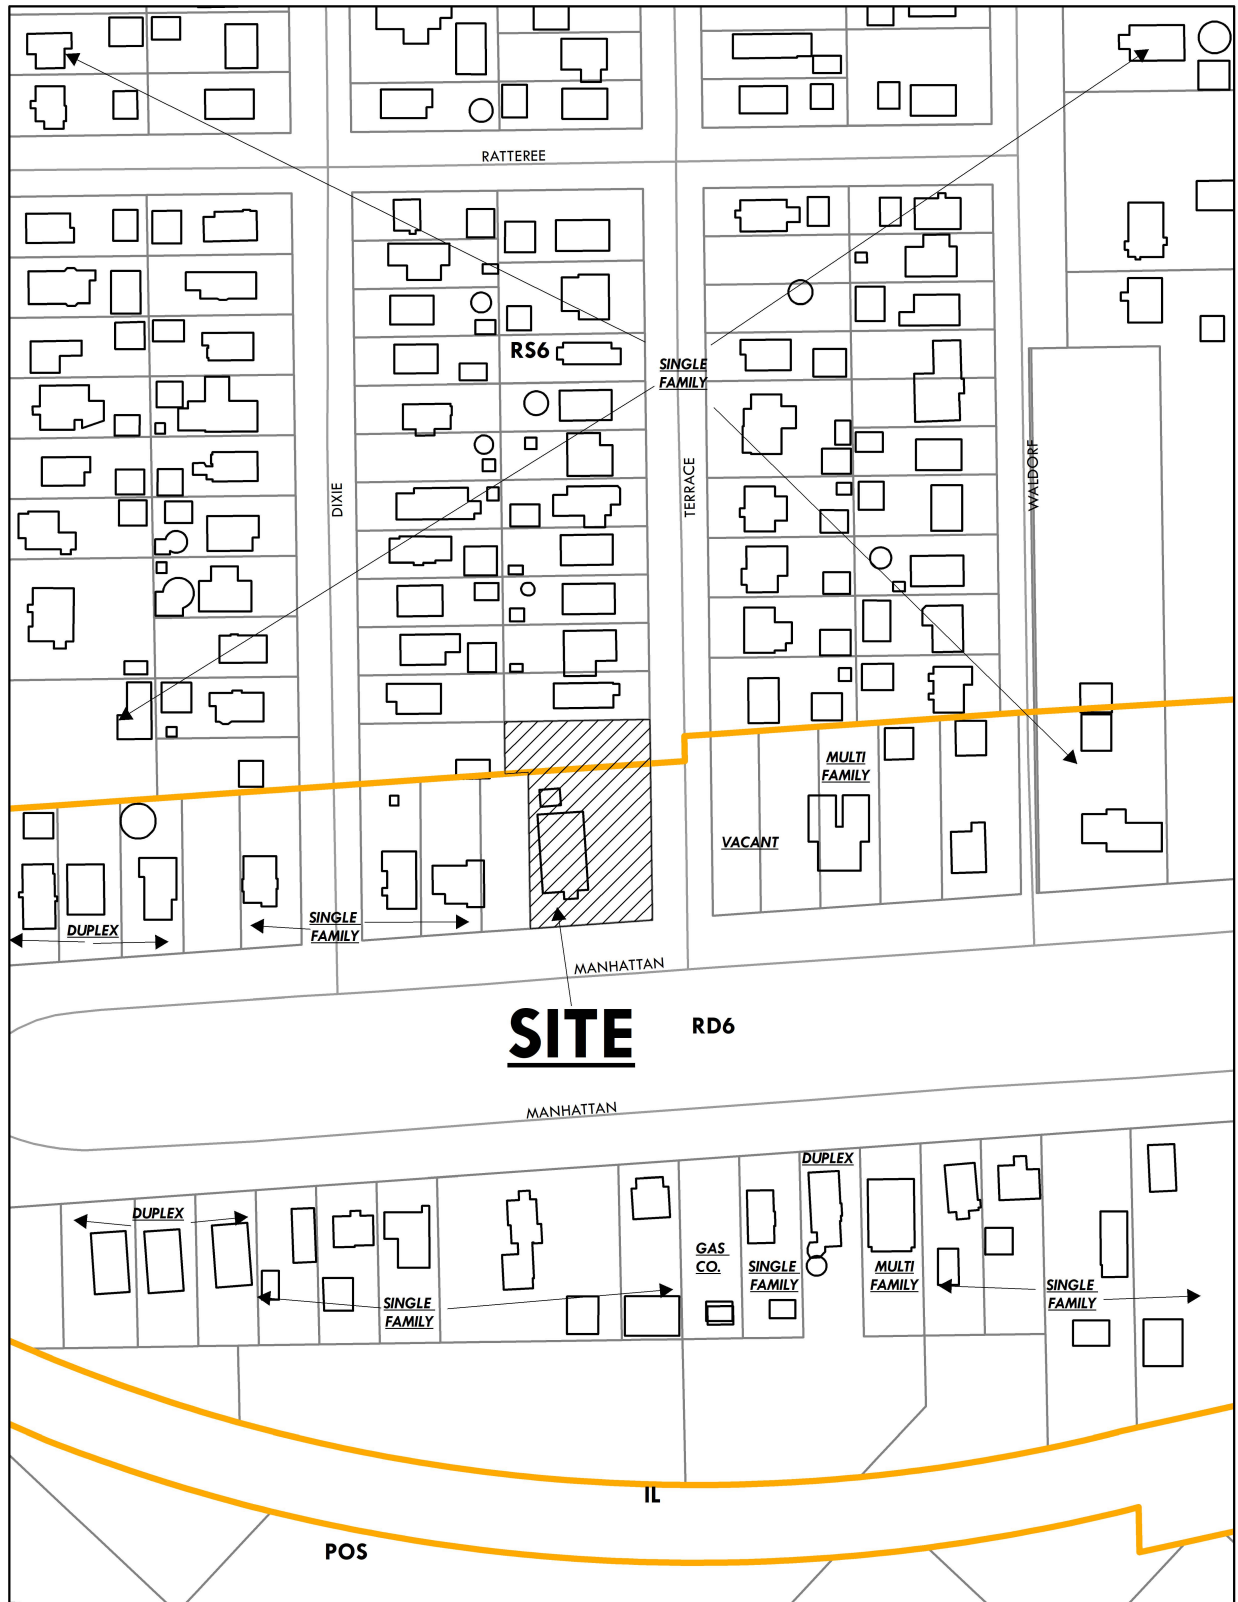 RATTEREE
RS6
SINGLE
FAMILY
DIXIE
TERRACE
WALDORF
MULTI
FAMILY
VACANT
DUPLEX
SINGLE
FAMILY
MANHATTAN
SITE
RD6
MANHATTAN
DUPLEX
DUPLEX
GAS
CO.
SINGLE
FAMILY
MULTI
FAMILY
SINGLE
FAMILY
SINGLE
FAMILY
IL
POS